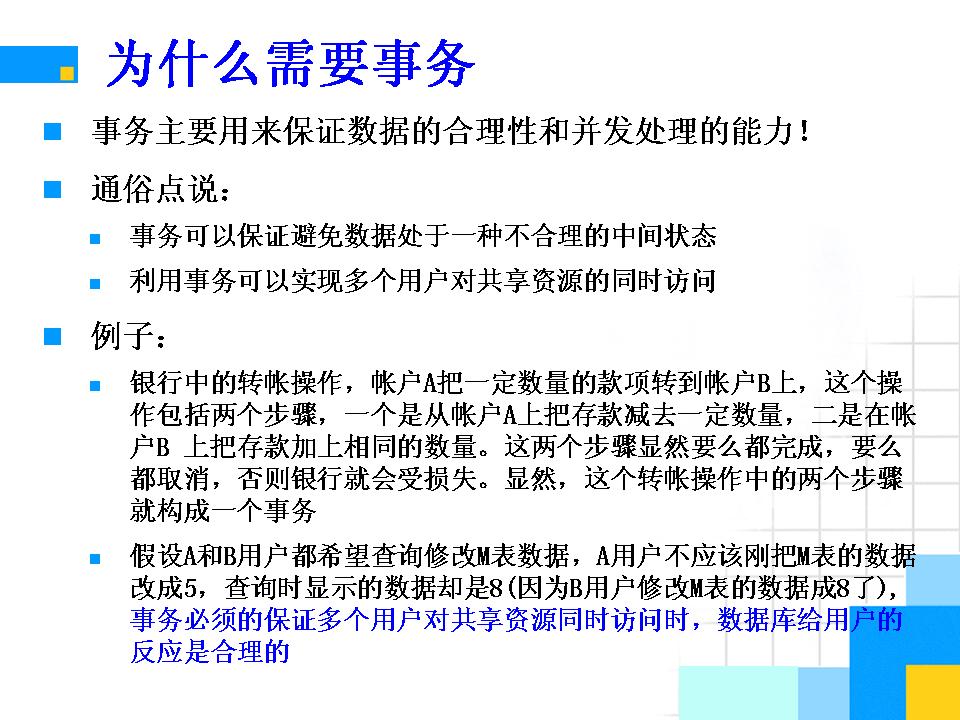 为什么需要事务
事务主要用来保证数据的合理性和并发处理的能力！
通俗点说：
事务可以保证避免数据处于一种不合理的中间状态
利用事务可以实现多个用户对共享资源的同时访问
例子：
银行中的转帐操作，帐户A把一定数量的款项转到帐户B上，这个操
作包括两个步骤，一个是从帐户A上把存款减去一定数量，二是在帐
户B 上把存款加上相同的数量。这两个步骤显然要么都完成，要么
都取消，否则银行就会受损失。显然，这个转帐操作中的两个步骤
就构成一个事务
假设A和B用户都希望查询修改M表数据，A用户不应该刚把M表的数据
改成5，查询时显示的数据却是8(因为B用户修改M表的数据成8了),
事务必须的保证多个用户对共享资源同时访问时，数据库给用户的
反应是合理的